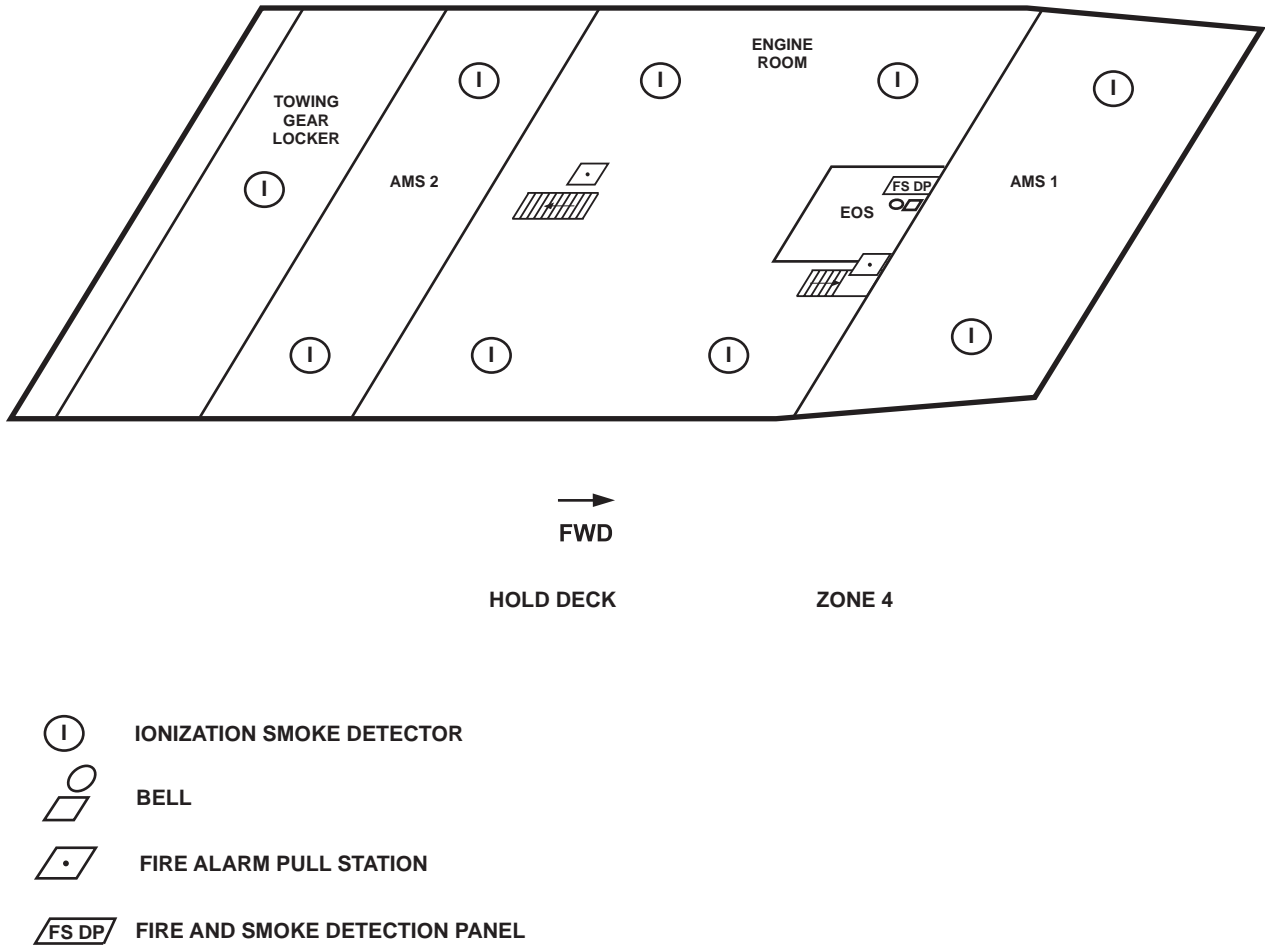 ENGINE
ROOM
I
I
I
I
TOWING
GEAR
LOCKER
I
AMS 2
FS DP
AMS 1
EOS
I
I
I
I
FWD
HOLD DECK
ZONE 4
I IONIZATION SMOKE DETECTOR
BELL
FIRE ALARM PULL STATION
FS DP FIRE AND SMOKE DETECTION PANEL